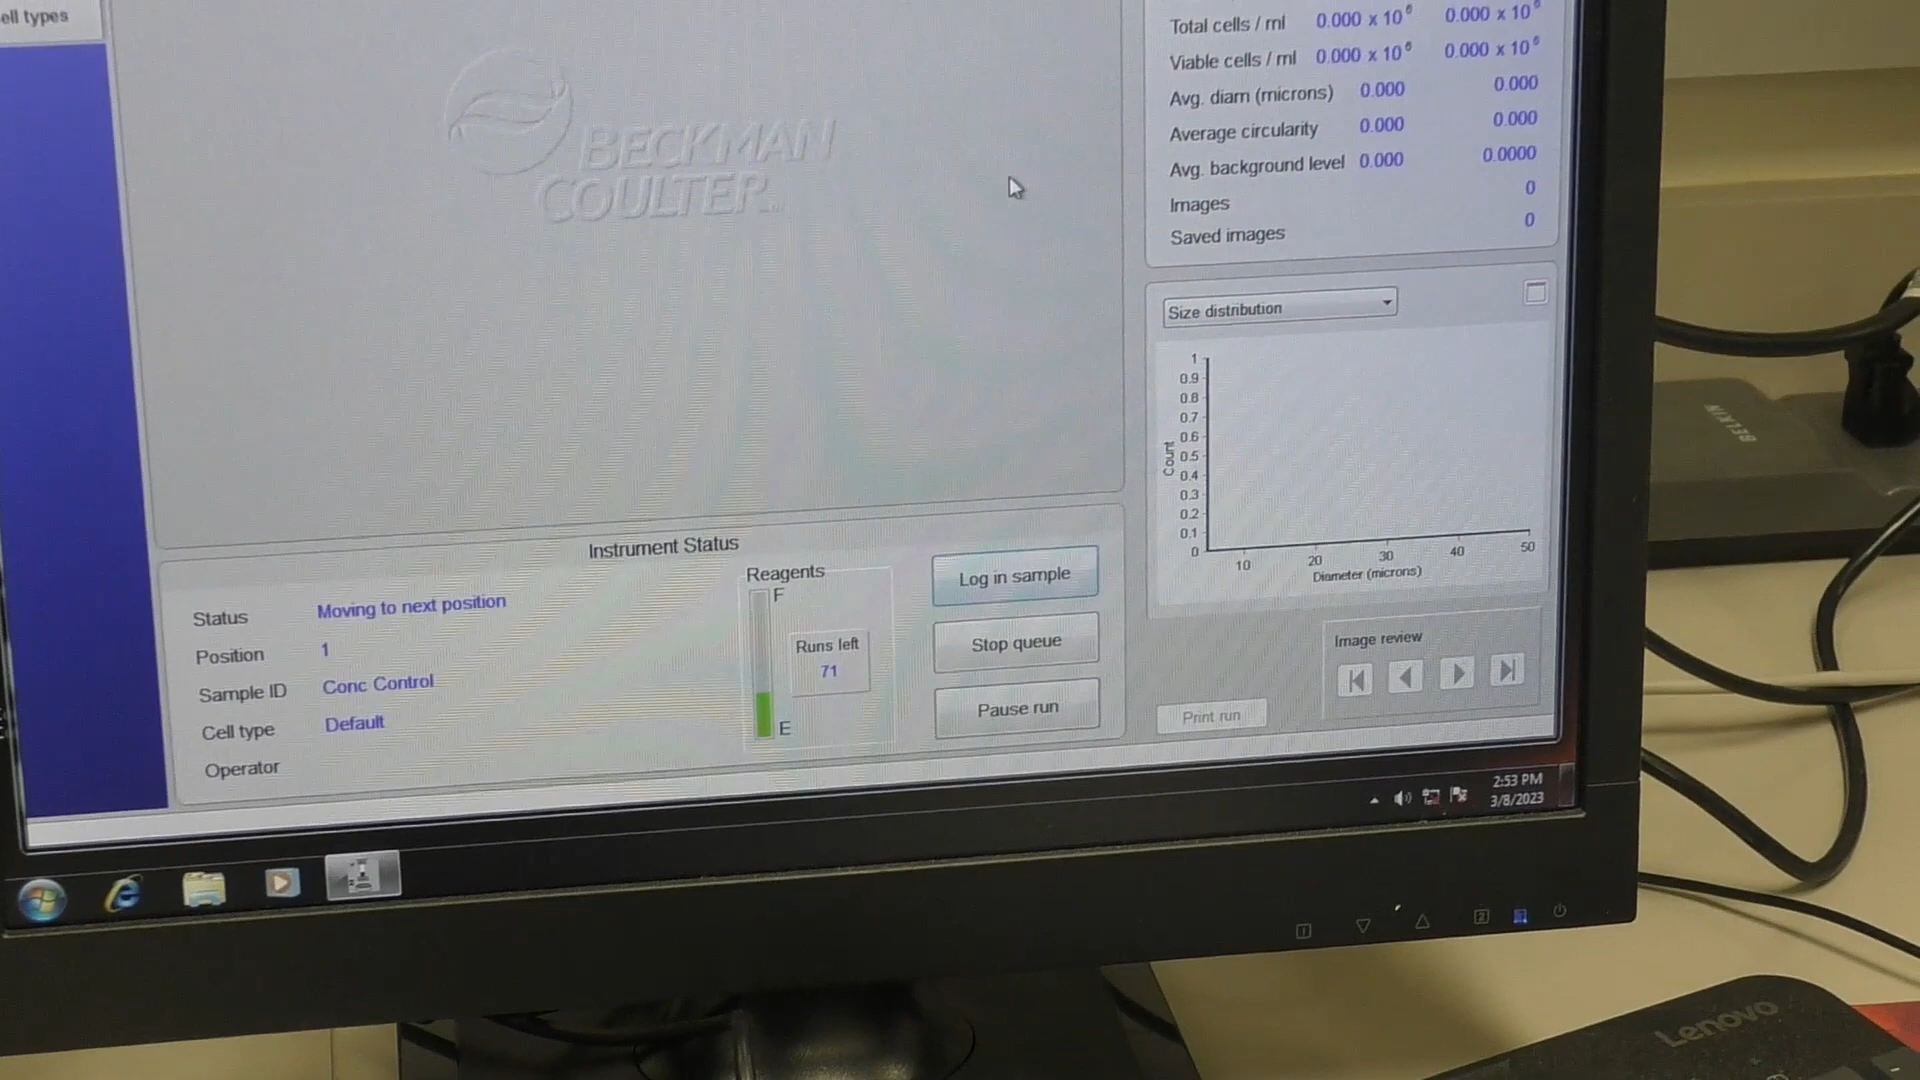 ell types
BECKMAN
COULTER
Total cells / ml 0.000 x 10⁶ 0.000 x 10⁶
Viable cells / ml 0.000 x 10⁶ 0.000 x 10⁶
Avg. diam (microns) 0.000 0.000
Average circularity 0.000 0.000
Avg. background level 0.000 0.0000
Images 0
Saved images 0
Size distribution
1
0.9
0.8
0.7
0.6
0.5
0.4
0.3
0.2
0.1
0
Count
10 20 30 40 50
Diameter (microns)
Image review
Print run
Instrument Status
Status Moving to next position
Position 1
Sample ID Conc Control
Cell type Default
Operator
Reagents
F
E
Runs left
71
Log in sample
Stop queue
Pause run
2:53 PM
3/8/2023
BELKIN
1
2
Lenovo